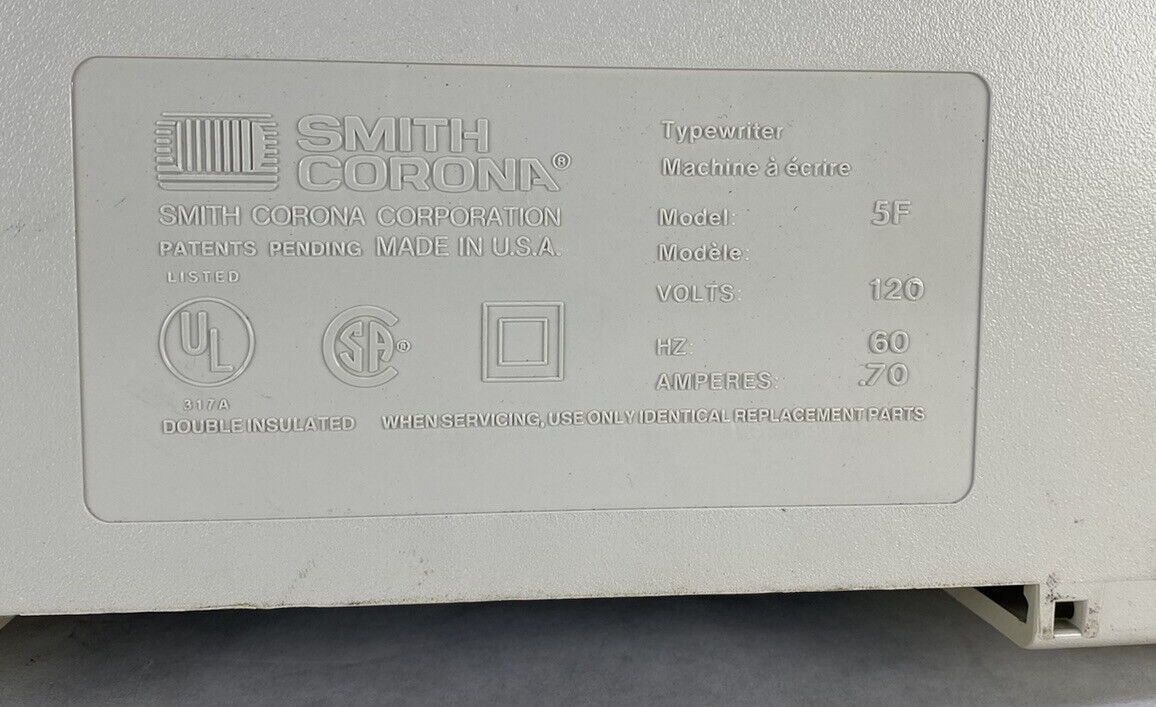 SMITH
CORONA®
SMITH CORONA CORPORATION
PATENTS PENDING MADE IN U.S.A.
LISTED
UL
SA ®
317A
DOUBLE INSULATED WHEN SERVICING, USE ONLY IDENTICAL REPLACEMENT PARTS
Typewriter
Machine à écrire
Model: 5F
Modèle:
VOLTS: 120
HZ: 60
AMPERES: .70